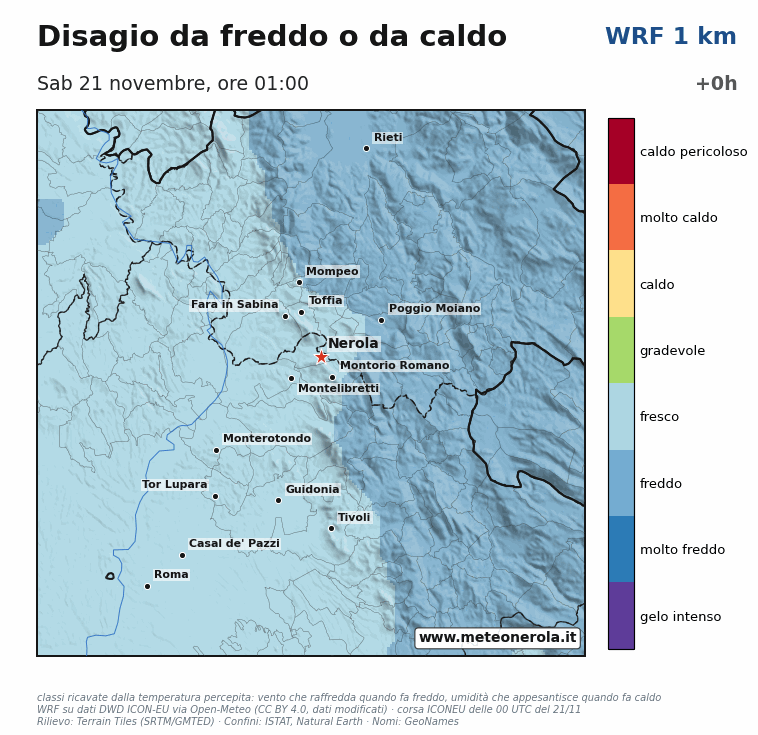 Disagio da freddo o da caldo
WRF 1 km
Sab 21 novembre, ore 01:00
+0h
Rieti
Mompeo
Toffia
Fara in Sabina
Poggio Moiano
Nerola
Montorio Romano
Montelibretti
Monterotondo
Tor Lupara
Guidonia
Tivoli
Casal de' Pazzi
Roma
www.meteonerola.it
caldo pericoloso
molto caldo
caldo
gradevole
fresco
freddo
molto freddo
gelo intenso
classi ricavate dalla temperatura percepita: vento che raffredda quando fa freddo, umidità che appesantisce quando fa caldo
WRF su dati DWD ICON-EU via Open-Meteo (CC BY 4.0, dati modificati) · corsa ICONEU delle 00 UTC del 21/11
Rilievo: Terrain Tiles (SRTM/GMTED) · Confini: ISTAT, Natural Earth · Nomi: GeoNames